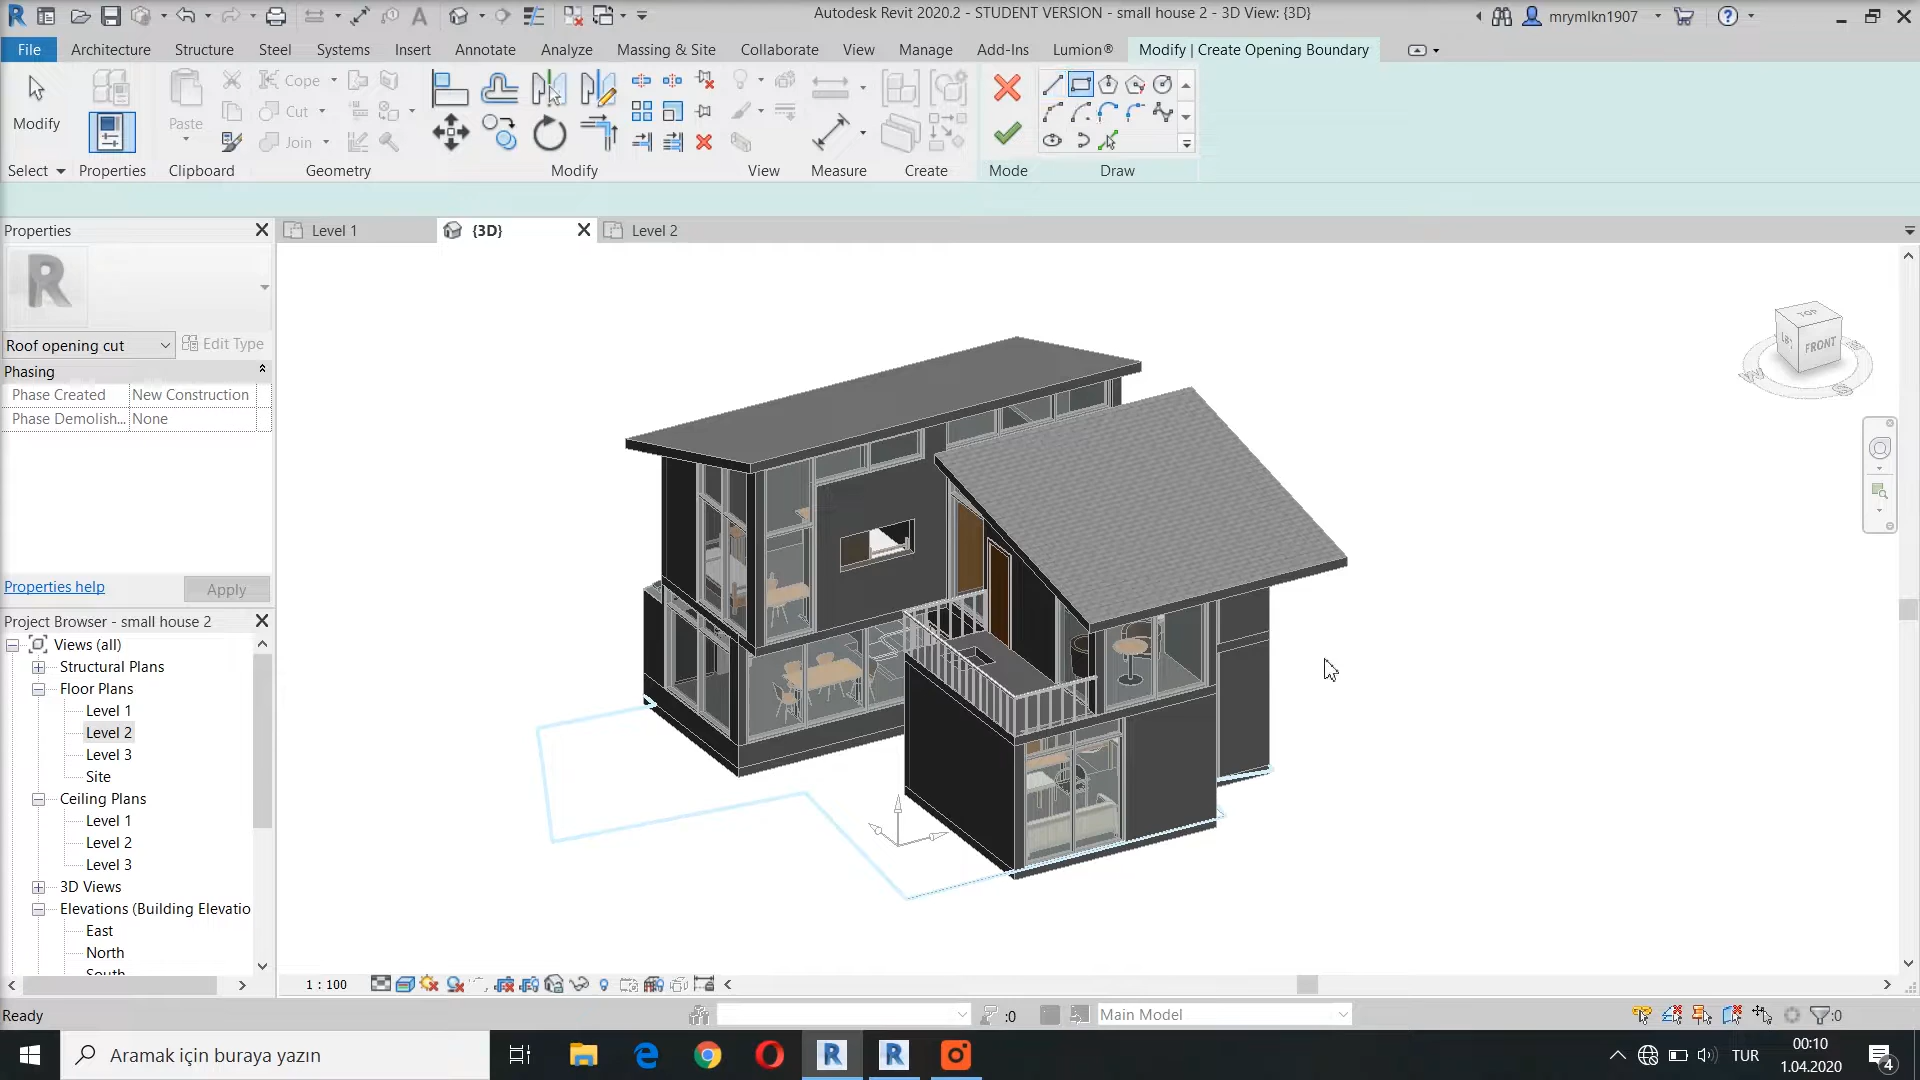 Autodesk Revit 2020.2 - STUDENT VERSION - small house 2 - 3D View: {3D}
mrymlkn1907
File
Architecture
Structure
Steel
Systems
Insert
Annotate
Analyze
Massing & Site
Collaborate
View
Manage
Add-Ins
Lumion®
Modify | Create Opening Boundary
Modify
Paste
Cope
Cut
Join
Select
Properties
Clipboard
Geometry
Modify
View
Measure
Create
Mode
Draw
Properties
Level 1
{3D}
Level 2
R
Roof opening cut
Edit Type
Phasing
Phase Created
New Construction
Phase Demolish...
None
Properties help
Apply
Project Browser - small house 2
Views (all)
Structural Plans
Floor Plans
Level 1
Level 2
Level 3
Site
Ceiling Plans
Level 1
Level 2
Level 3
3D Views
Elevations (Building Elevatio
East
North
South
TOP
FRONT
W
S
1 : 100
Ready
:0
Main Model
:0
Aramak için buraya yazın
TUR
00:10
1.04.2020
4